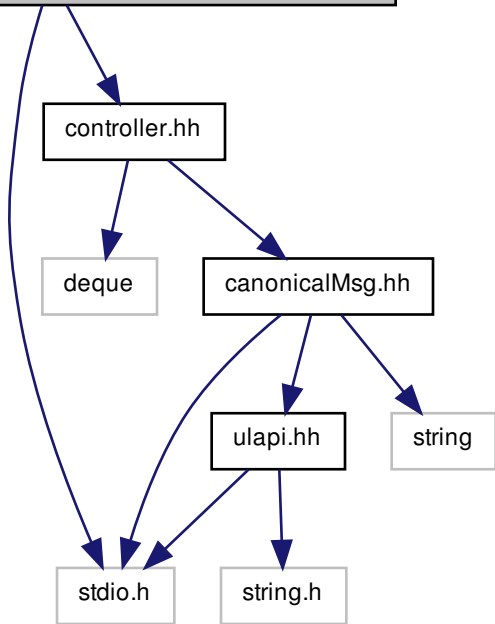 controller.hh
deque
canonicalMsg.hh
ulapi.hh
string
stdio.h
string.h